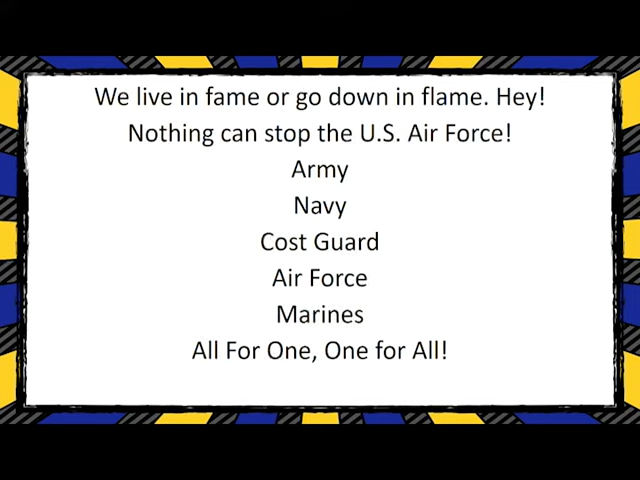 We live in fame or go down in flame. Hey!
Nothing can stop the U.S. Air Force!
Army
Navy
Cost Guard
Air Force
Marines
All For One, One for All!